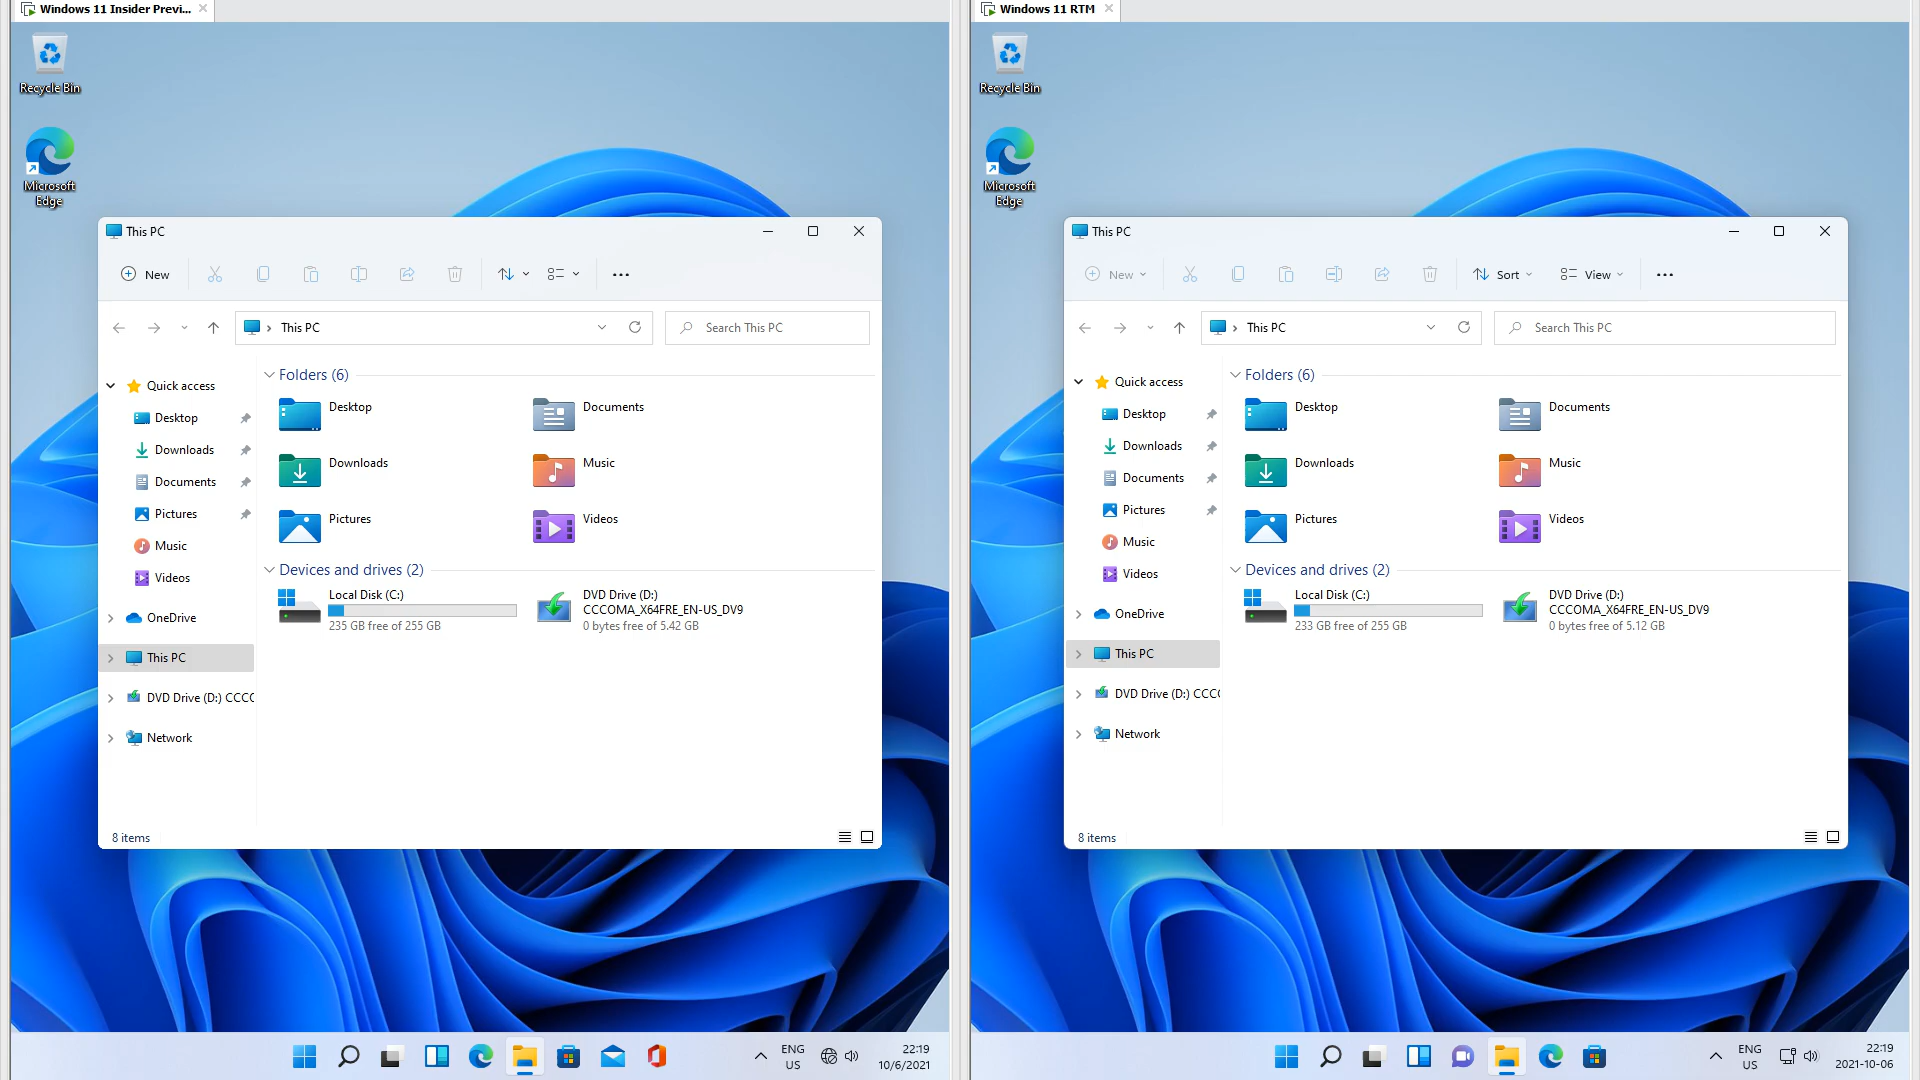 Windows 11 Insider Previ...
Recycle Bin
Microsoft
Edge
This PC
New
This PC
Search This PC
Quick access
Desktop
Downloads
Documents
Pictures
Music
Videos
OneDrive
This PC
DVD Drive (D:) CCCC
Network
Folders (6)
Desktop
Documents
Downloads
Music
Pictures
Videos
Devices and drives (2)
Local Disk (C:)
235 GB free of 255 GB
DVD Drive (D:)
CCCOMA_X64FRE_EN-US_DV9
0 bytes free of 5.42 GB
8 items
ENG
US
22:19
10/6/2021
Windows 11 RTM
Recycle Bin
Microsoft
Edge
This PC
New
Sort
View
This PC
Search This PC
Quick access
Desktop
Downloads
Documents
Pictures
Music
Videos
OneDrive
This PC
DVD Drive (D:) CCCC
Network
Folders (6)
Desktop
Documents
Downloads
Music
Pictures
Videos
Devices and drives (2)
Local Disk (C:)
233 GB free of 255 GB
DVD Drive (D:)
CCCOMA_X64FRE_EN-US_DV9
0 bytes free of 5.12 GB
8 items
ENG
US
22:19
2021-10-06